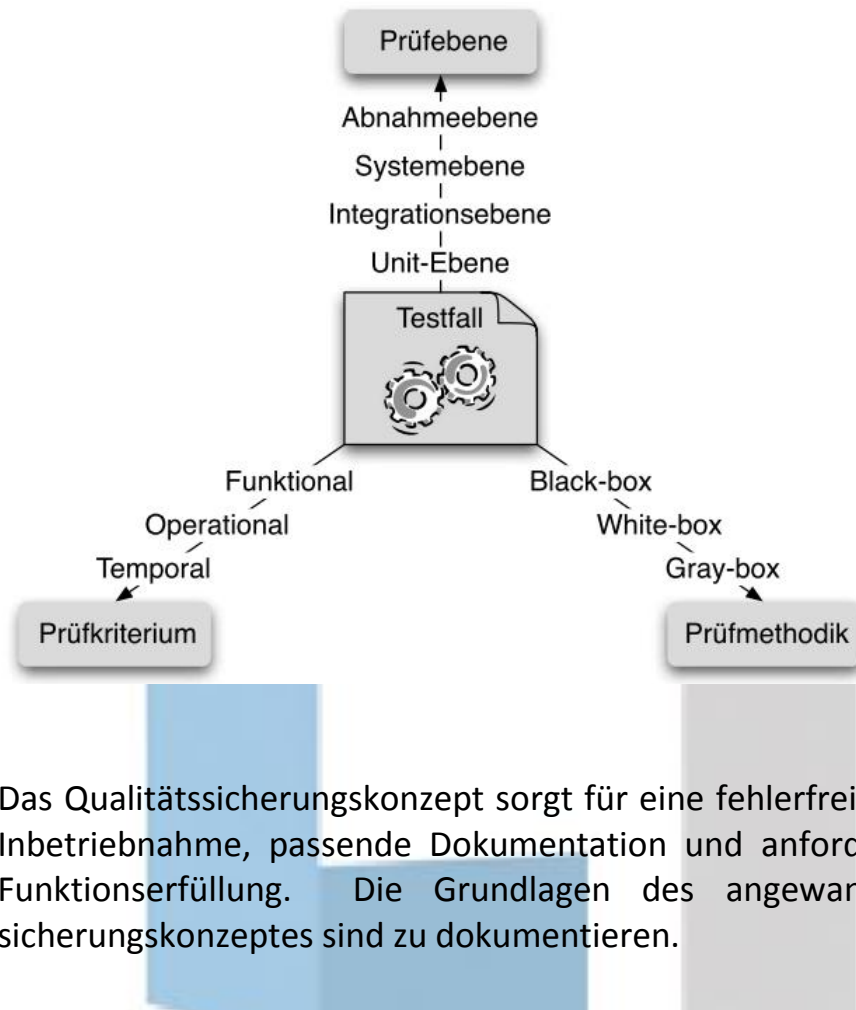 Prüfebene
Abnahmeebene
Systemebene
Integrationsebene
Unit-Ebene
Testfall
Funktional
Black-box
Operational
White-box
Temporal
Gray-box
Prüfkriterium
Prüfmethodik
Das Qualitätssicherungskonzept sorgt für eine fehlerfrei
Inbetriebnahme, passende Dokumentation und anford
Funktionserfüllung. Die Grundlagen des angewan
sicherungskonzeptes sind zu dokumentieren.